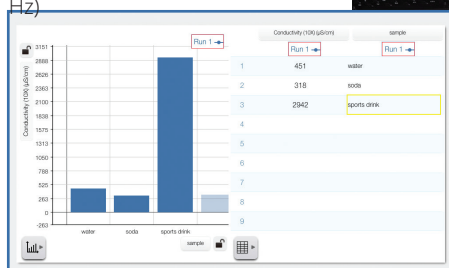 Hz)
Run 1
Conductivity (10X) (µS/cm)
3151
2888
2626
2363
2100
1838
1575
1313
1050
788
525
263
0
-263
water soda sports drink
sample
Conductivity (10X) (µS/cm) sample
Run 1 Run 1
1 451 water
2 318 soda
3 2942 sports drink
4
5
6
7
8
9